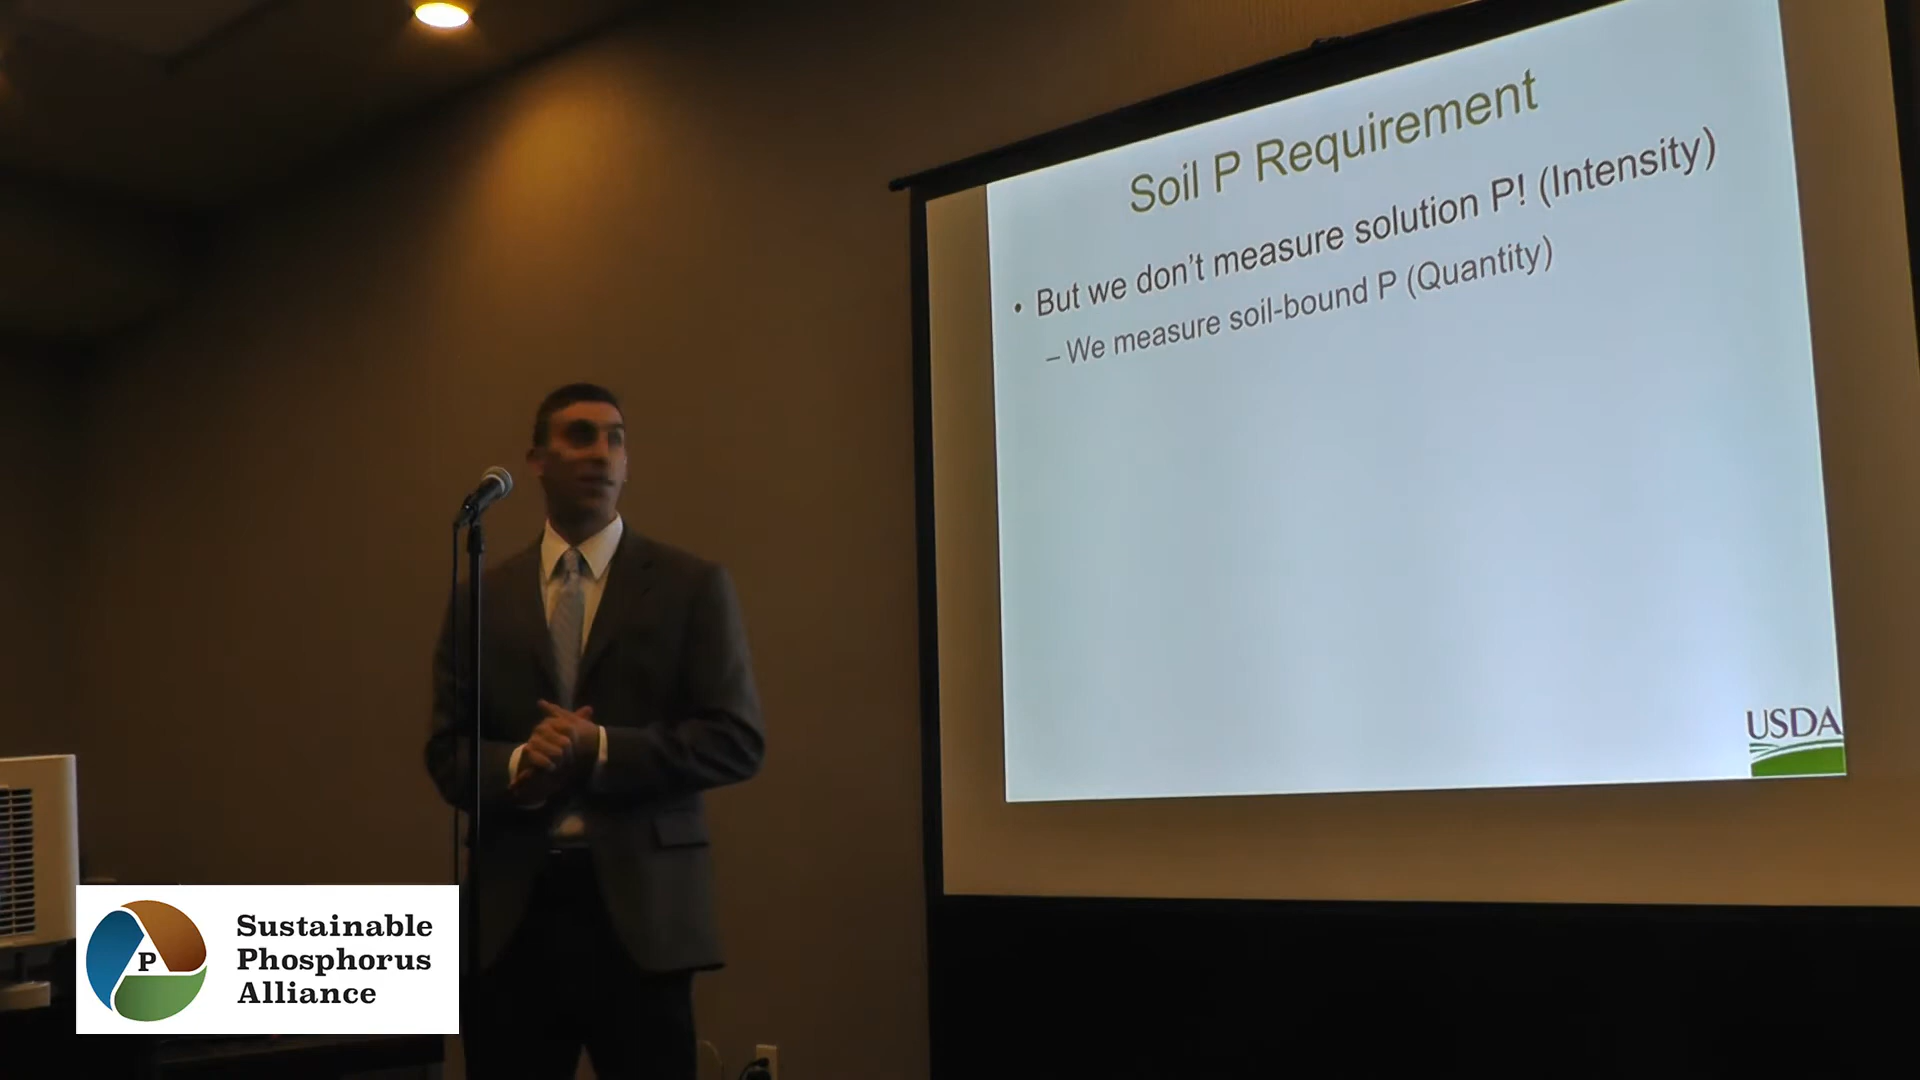 Soil P Requirement
• But we don't measure solution P! (Intensity)
– We measure soil-bound P (Quantity)
USDA
P
Sustainable
Phosphorus
Alliance